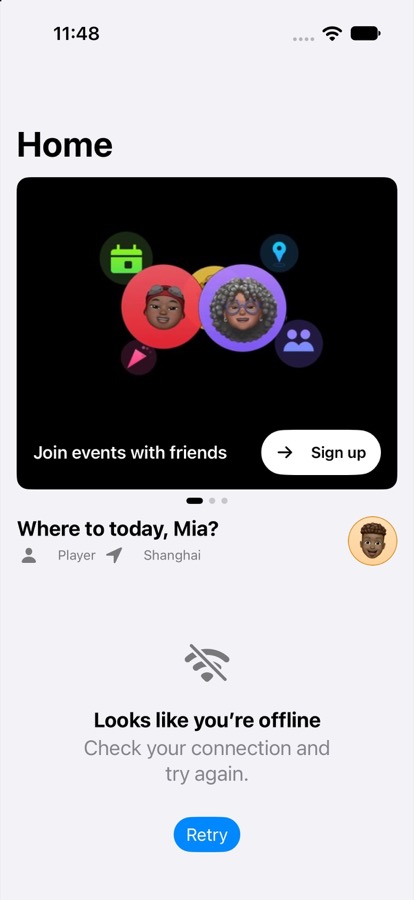 11:48
Home
Join events with friends
Sign up
Where to today, Mia?
Player Shanghai
Looks like you’re offline
Check your connection and
try again.
Retry